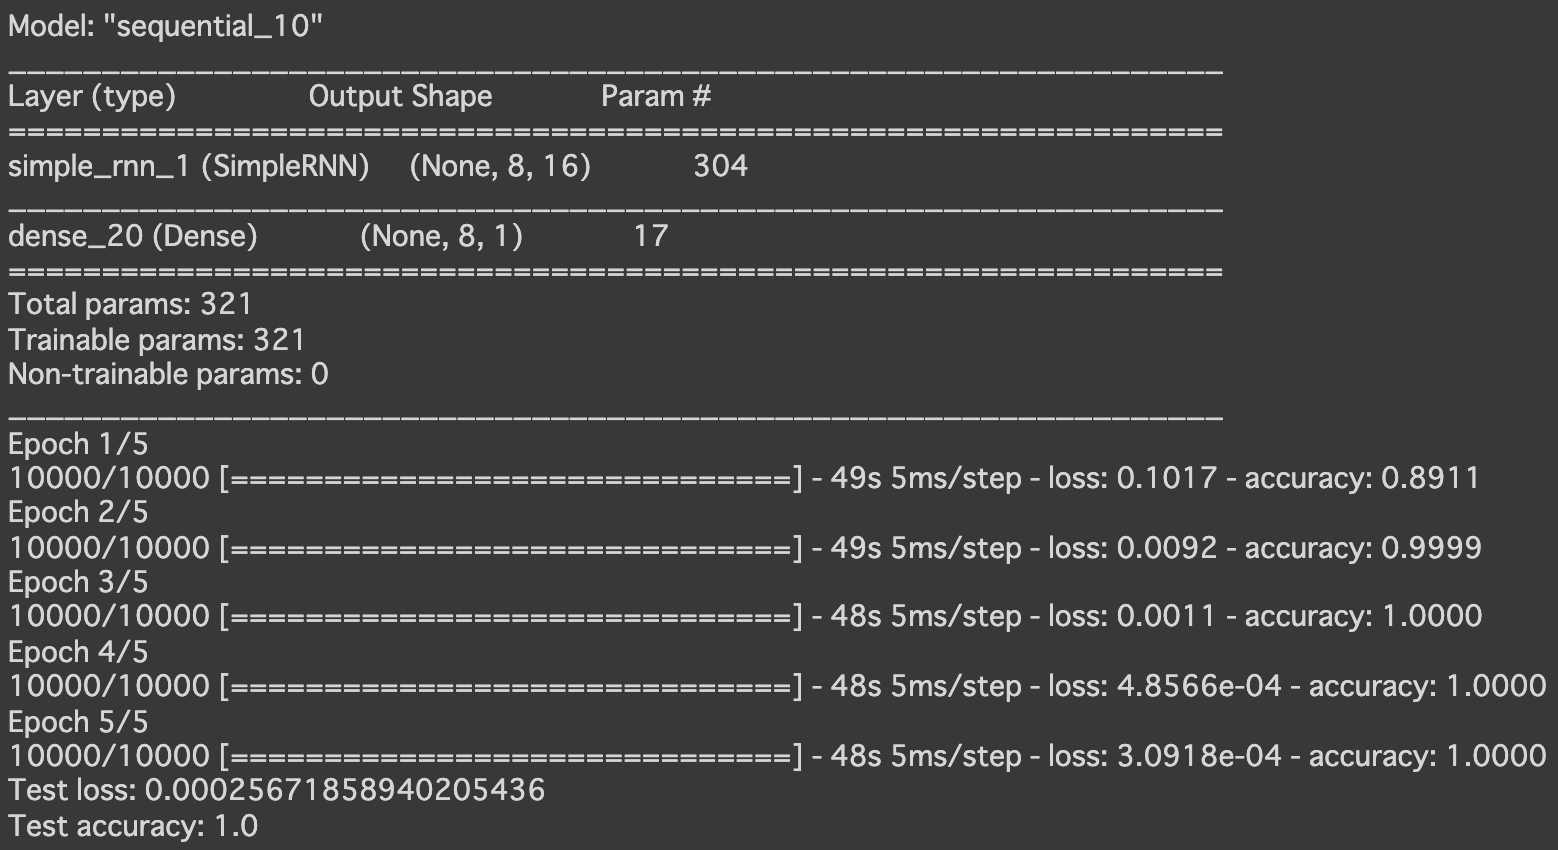 Model: "sequential_10"
_________________________________________________________________
Layer (type)                 Output Shape              Param #
=================================================================
simple_rnn_1 (SimpleRNN)     (None, 8, 16)             304
_________________________________________________________________
dense_20 (Dense)             (None, 8, 1)              17
=================================================================
Total params: 321
Trainable params: 321
Non-trainable params: 0
_________________________________________________________________
Epoch 1/5
10000/10000 [==============================] - 49s 5ms/step - loss: 0.1017 - accuracy: 0.8911
Epoch 2/5
10000/10000 [==============================] - 49s 5ms/step - loss: 0.0092 - accuracy: 0.9999
Epoch 3/5
10000/10000 [==============================] - 48s 5ms/step - loss: 0.0011 - accuracy: 1.0000
Epoch 4/5
10000/10000 [==============================] - 48s 5ms/step - loss: 4.8566e-04 - accuracy: 1.0000
Epoch 5/5
10000/10000 [==============================] - 48s 5ms/step - loss: 3.0918e-04 - accuracy: 1.0000
Test loss: 0.00025671858940205436
Test accuracy: 1.0